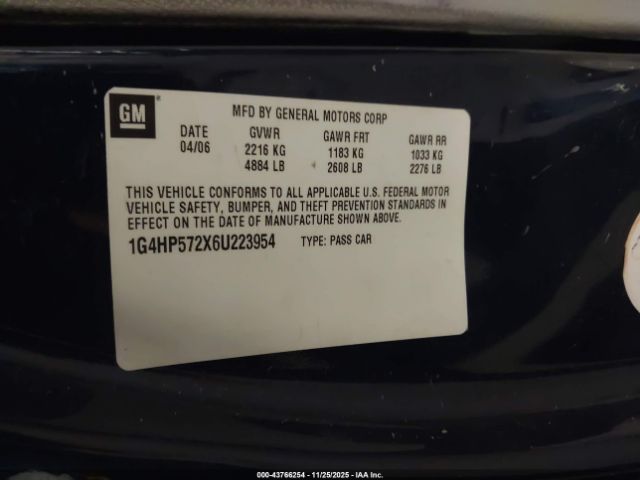 GM
MFD BY GENERAL MOTORS CORP
DATE GVWR GAWR FRT GAWR RR
04/06 2216 KG 1183 KG 1033 KG
4884 LB 2608 LB 2276 LB
THIS VEHICLE CONFORMS TO ALL APPLICABLE U.S. FEDERAL MOTOR
VEHICLE SAFETY, BUMPER, AND THEFT PREVENTION STANDARDS IN
EFFECT ON THE DATE OF MANUFACTURE SHOWN ABOVE.
1G4HP572X6U223954 TYPE: PASS CAR
000-43766254 - 11/25/2025 - IAA Inc.